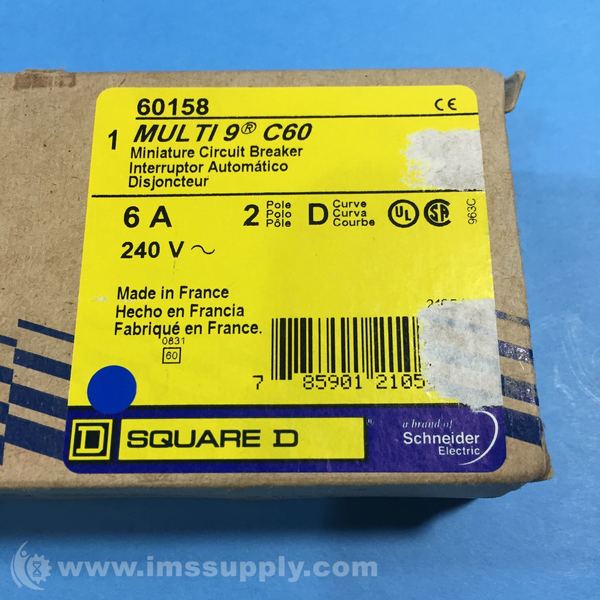 60158
1 MULTI 9® C60
Miniature Circuit Breaker
Interruptor Automático
Disjoncteur
CE
6 A
240 V ~
2 Pole
Polo
Pôle
D Curve
Curva
Courbe
UL
SA
963C
Made in France
Hecho en Francia
Fabriqué en France.
0831
60
7 85901 2105
D SQUARE D ®
a brand of
Schneider
Electric
www.imssupply.com